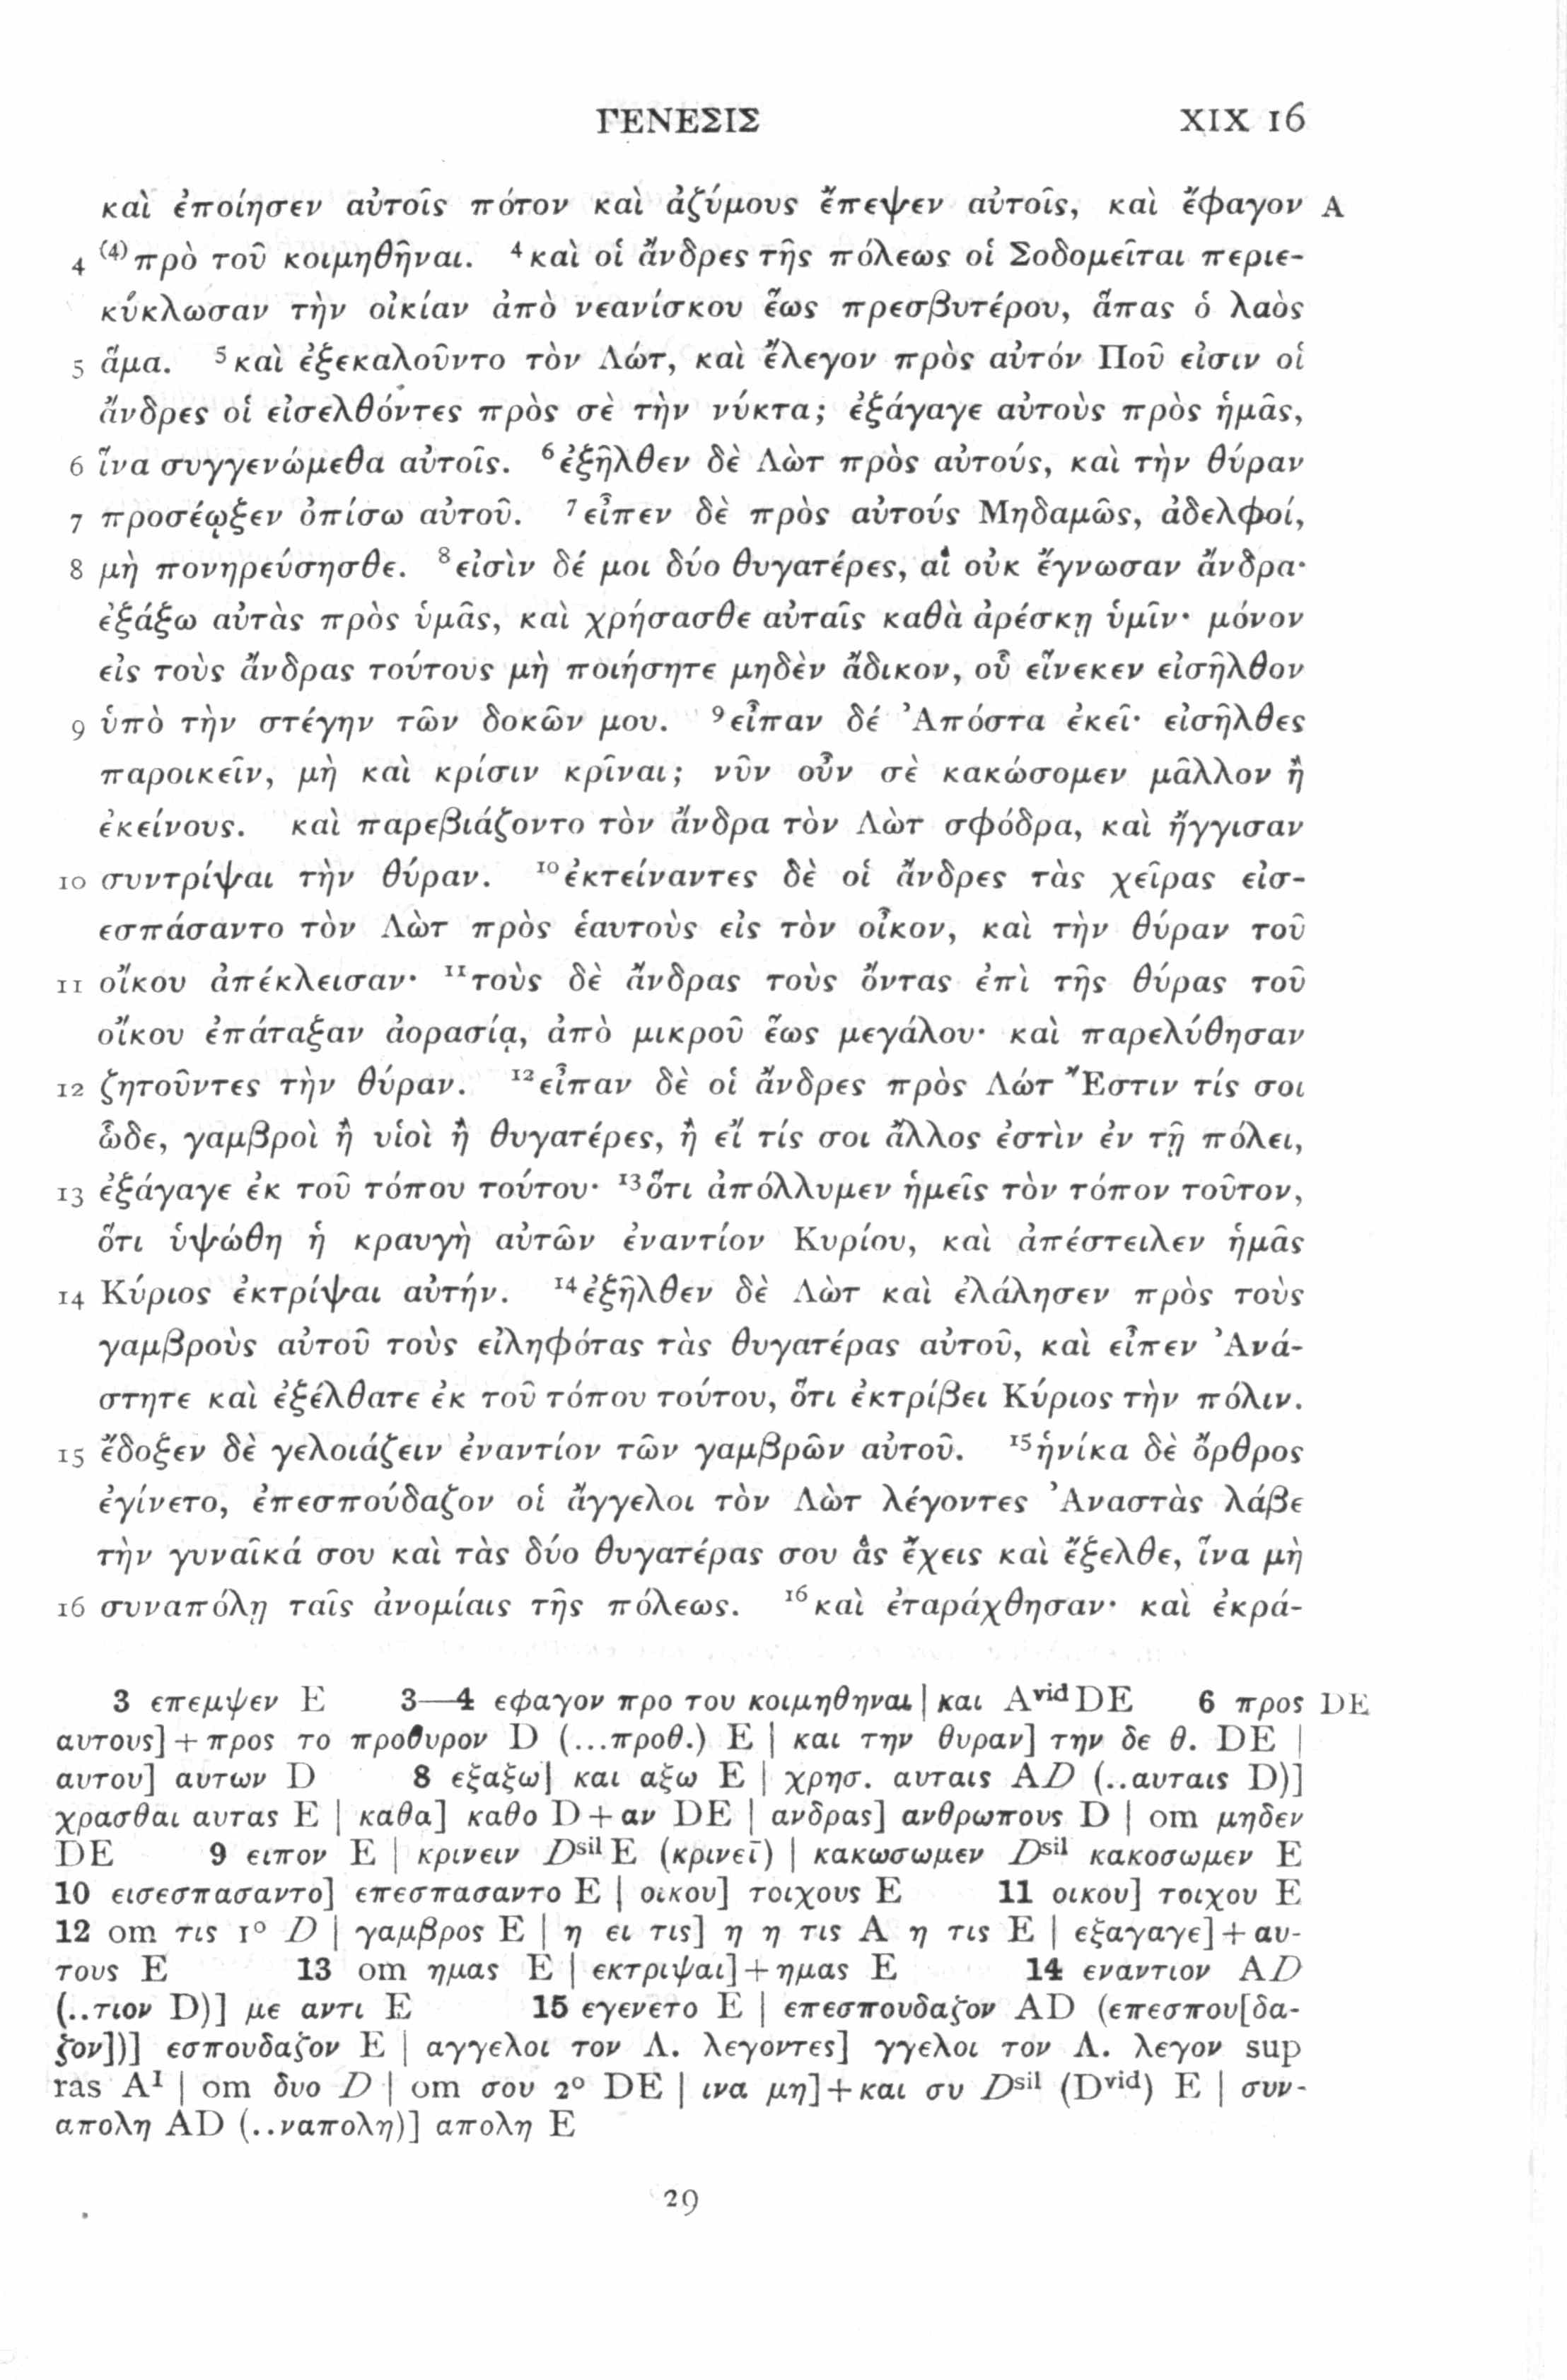 ΓΕΝΕΣΙΣ XIX 16
καὶ ἐποίησεν αὐτοῖς πότον καὶ ἀζύμους ἔπεψεν αὐτοῖς, καὶ ἔφαγον A
4 (4) πρὸ τοῦ κοιμηθῆναι. 4 καὶ οἱ ἄνδρες τῆς πόλεως οἱ Σοδομεῖται περιε-
κύκλωσαν τὴν οἰκίαν ἀπὸ νεανίσκου ἕως πρεσβυτέρου, ἅπας ὁ λαὸς
5 ἅμα. 5 καὶ ἐξεκαλοῦντο τὸν Λώτ, καὶ ἔλεγον πρὸς αὐτόν Ποῦ εἰσιν οἱ
ἄνδρες οἱ εἰσελθόντες πρὸς σὲ τὴν νύκτα; ἐξάγαγε αὐτοὺς πρὸς ἡμᾶς,
6 ἵνα συγγενώμεθα αὐτοῖς. 6 ἐξῆλθεν δὲ Λὼτ πρὸς αὐτούς, καὶ τὴν θύραν
7 προσέῳξεν ὀπίσω αὐτοῦ. 7 εἶπεν δὲ πρὸς αὐτούς Μηδαμῶς, ἀδελφοί,
8 μὴ πονηρεύσησθε. 8 εἰσὶν δέ μοι δύο θυγατέρες, αἳ οὐκ ἔγνωσαν ἄνδρα·
ἐξάξω αὐτὰς πρὸς ὑμᾶς, καὶ χρήσασθε αὐταῖς καθὰ ἀρέσκῃ ὑμῖν· μόνον
εἰς τοὺς ἄνδρας τούτους μὴ ποιήσητε μηδὲν ἄδικον, οὗ εἵνεκεν εἰσῆλθον
9 ὑπὸ τὴν στέγην τῶν δοκῶν μου. 9 εἶπαν δέ Ἀπόστα ἐκεῖ· εἰσῆλθες
παροικεῖν, μὴ καὶ κρίσιν κρῖναι; νῦν οὖν σὲ κακώσομεν μᾶλλον ἢ
ἐκείνους. καὶ παρεβιάζοντο τὸν ἄνδρα τὸν Λὼτ σφόδρα, καὶ ἤγγισαν
10 συντρίψαι τὴν θύραν. 10 ἐκτείναντες δὲ οἱ ἄνδρες τὰς χεῖρας εἰσ-
εσπάσαντο τὸν Λὼτ πρὸς ἑαυτοὺς εἰς τὸν οἶκον, καὶ τὴν θύραν τοῦ
11 οἴκου ἀπέκλεισαν· 11 τοὺς δὲ ἄνδρας τοὺς ὄντας ἐπὶ τῆς θύρας τοῦ
οἴκου ἐπάταξαν ἀορασίᾳ, ἀπὸ μικροῦ ἕως μεγάλου· καὶ παρελύθησαν
12 ζητοῦντες τὴν θύραν. 12 εἶπαν δὲ οἱ ἄνδρες πρὸς Λώτ Ἔστιν τίς σοι
ὧδε, γαμβροὶ ἢ υἱοὶ ἢ θυγατέρες, ἢ εἴ τίς σοι ἄλλος ἐστὶν ἐν τῇ πόλει,
13 ἐξάγαγε ἐκ τοῦ τόπου τούτου· 13 ὅτι ἀπόλλυμεν ἡμεῖς τὸν τόπον τοῦτον,
ὅτι ὑψώθη ἡ κραυγὴ αὐτῶν ἐναντίον Κυρίου, καὶ ἀπέστειλεν ἡμᾶς
14 Κύριος ἐκτρίψαι αὐτήν. 14 ἐξῆλθεν δὲ Λὼτ καὶ ἐλάλησεν πρὸς τοὺς
γαμβροὺς αὐτοῦ τοὺς εἰληφότας τὰς θυγατέρας αὐτοῦ, καὶ εἶπεν Ἀνά-
στητε καὶ ἐξέλθατε ἐκ τοῦ τόπου τούτου, ὅτι ἐκτρίβει Κύριος τὴν πόλιν.
15 ἔδοξεν δὲ γελοιάζειν ἐναντίον τῶν γαμβρῶν αὐτοῦ. 15 ἡνίκα δὲ ὄρθρος
ἐγίνετο, ἐπεσπούδαζον οἱ ἄγγελοι τὸν Λὼτ λέγοντες Ἀναστὰς λάβε
τὴν γυναῖκά σου καὶ τὰς δύο θυγατέρας σου ἃς ἔχεις καὶ ἔξελθε, ἵνα μὴ
16 συναπόλῃ ταῖς ἀνομίαις τῆς πόλεως. 16 καὶ ἐταράχθησαν· καὶ ἐκρά-
3 επεμψεν E 3—4 εφαγον προ του κοιμηθηναι | και Avid DE 6 προς DE
αυτους] + προς το προθυρον D (...προθ.) E | και την θυραν] την δε θ. DE |
αυτου] αυτων D 8 εξαξω] και αξω E | χρησ. αυταις AD (..αυταις D)]
χρασθαι αυτας E | καθα] καθο D + αν DE | ανδρας] ανθρωπους D | om μηδεν
DE 9 ειπον E | κρινειν Dsil E (κρινεῑ) | κακωσωμεν Dsil κακοσωμεν E
10 εισεσπασαντο] επεσπασαντο E | οικου] τοιχους E 11 οικου] τοιχου E
12 om τις 1° D | γαμβρος E | η ει τις] η η τις A η τις E | εξαγαγε] + αυ-
τους E 13 om ημας E | εκτριψαι] + ημας E 14 εναντιον AD
(..τιον D)] με αντι E 15 εγενετο E | επεσπουδαζον AD (επεσπου[δα-
ζον])] εσπουδαζον E | αγγελοι τον Λ. λεγοντες] γγελοι τον Λ. λεγον sup
ras A1 | om δυο D | om σου 2° DE | ινα μη] + και συ Dsil (Dvid) E | συν-
απολη AD (..ναπολη)] απολη E
29